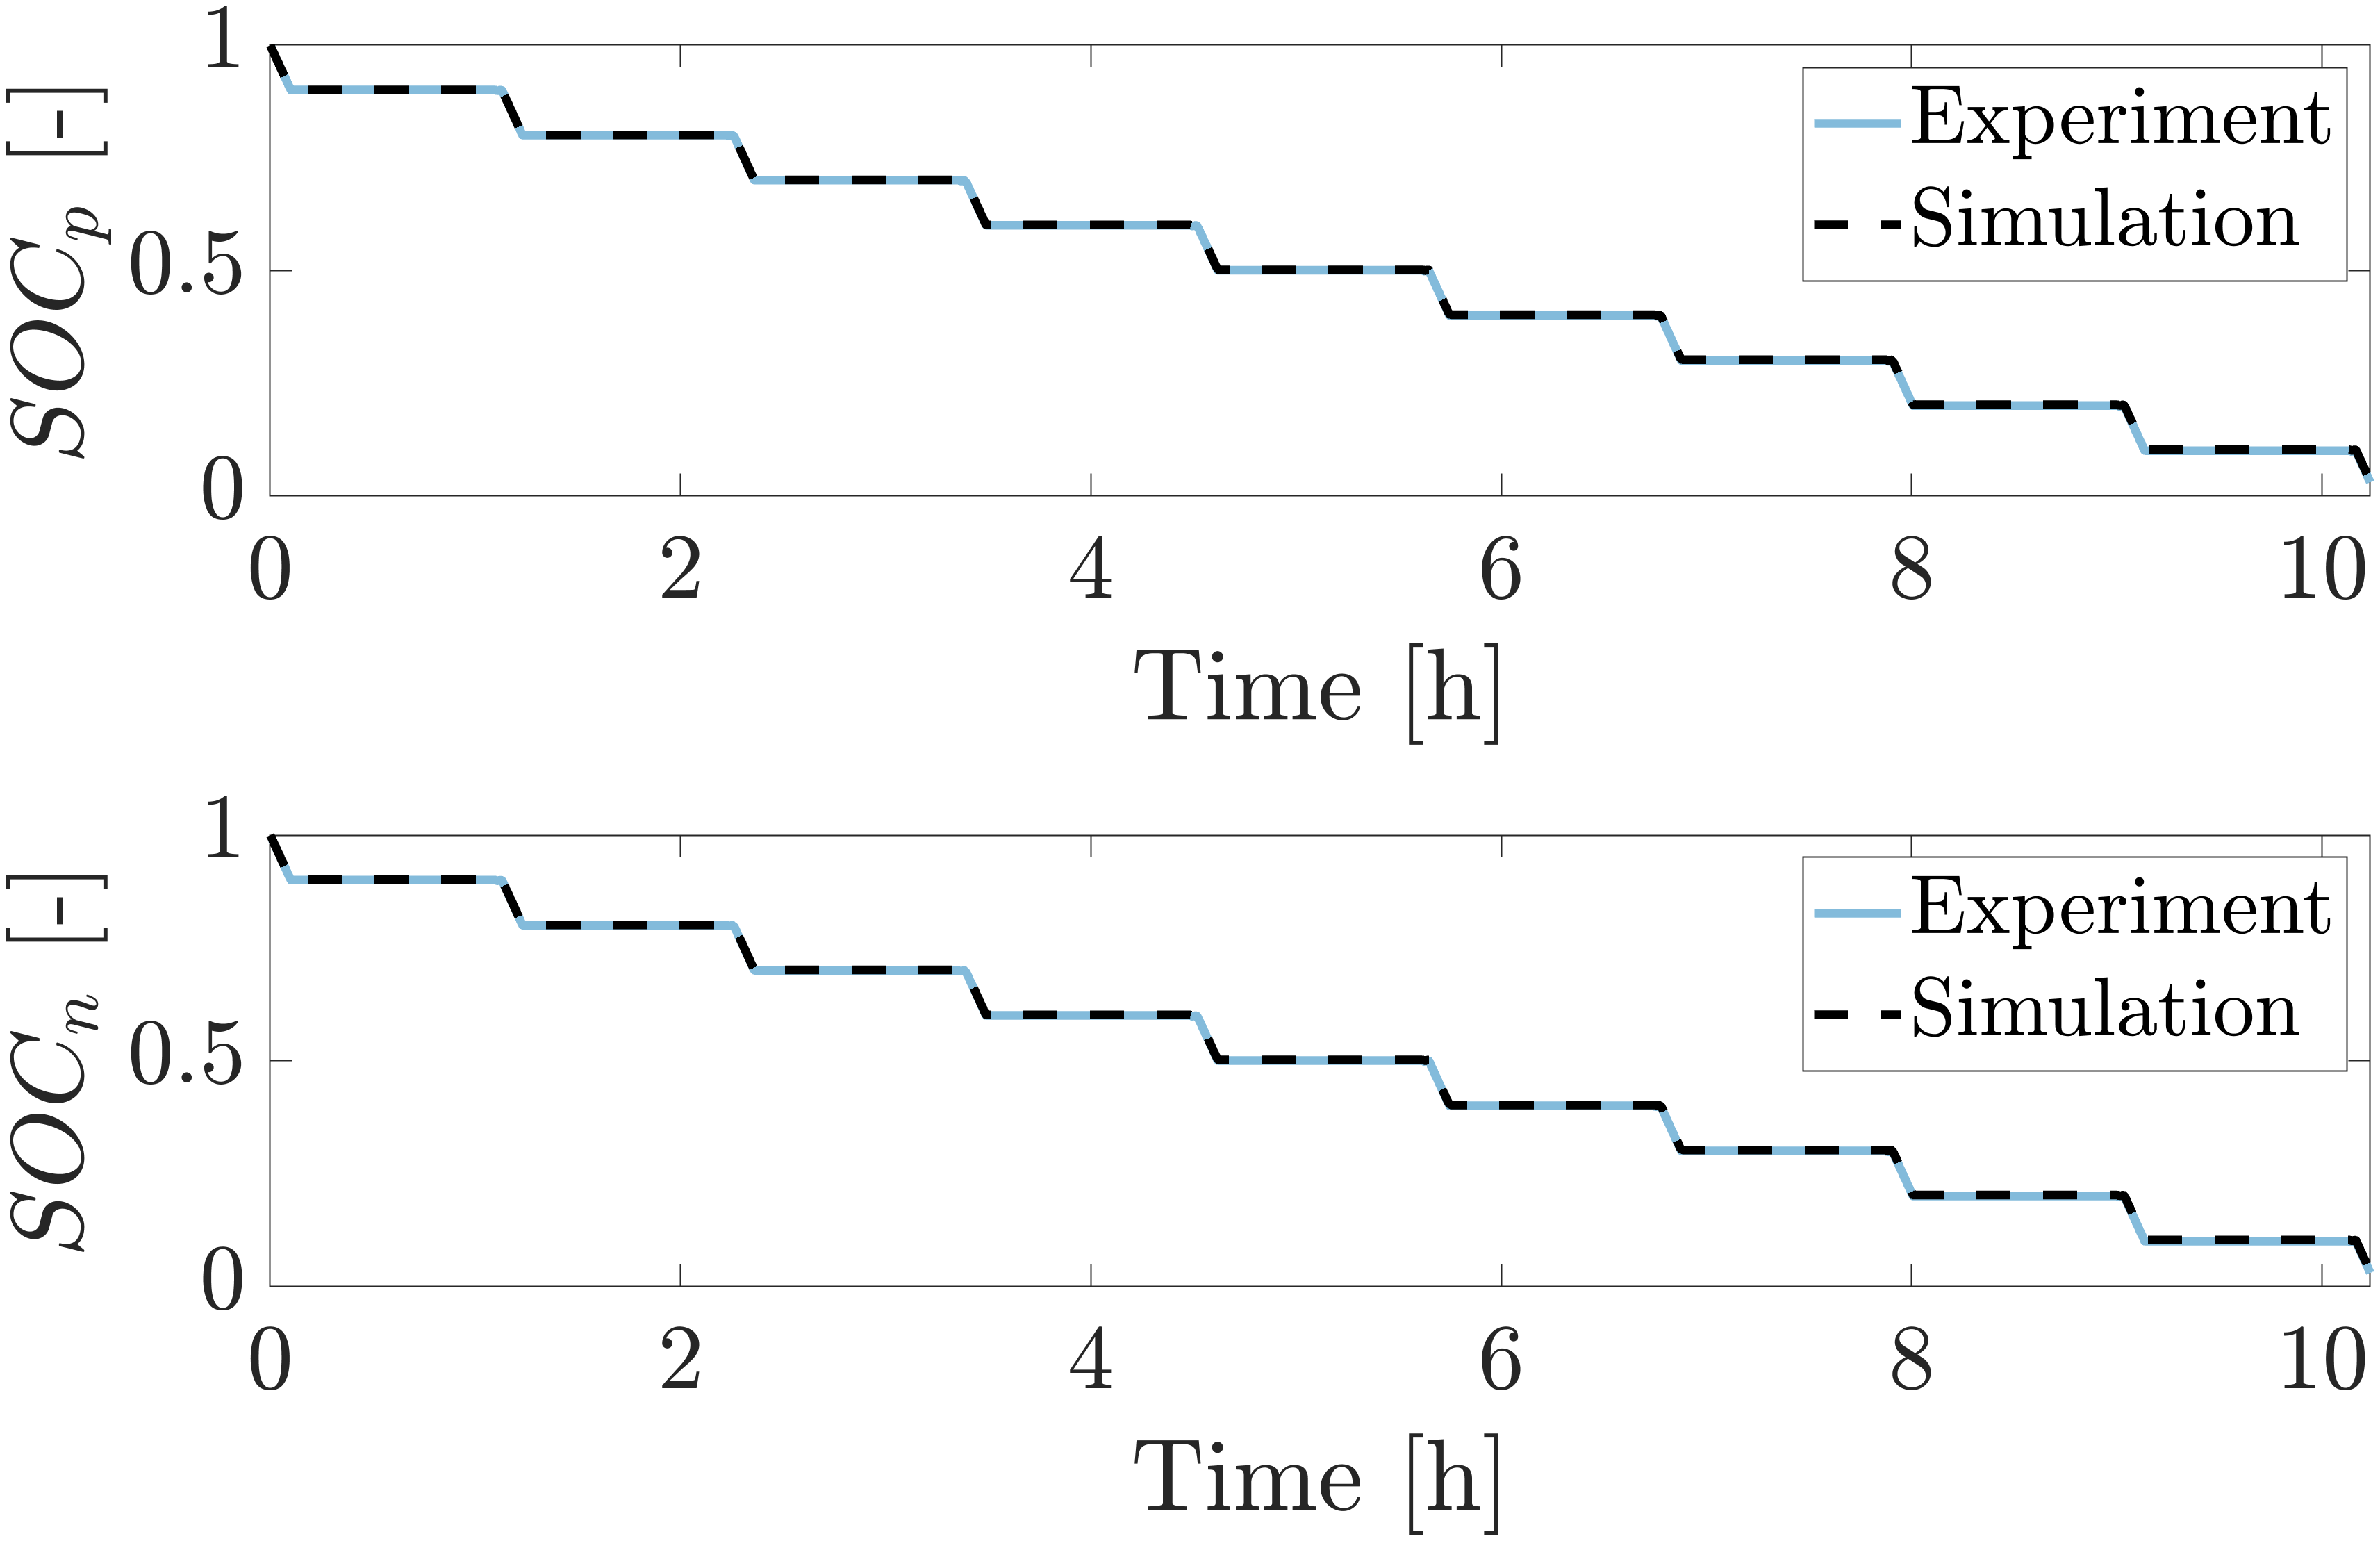 SOC_p [-]
1
0.5
0
Experiment
Simulation
0 2 4 6 8 10
Time [h]
SOC_n [-]
1
0.5
0
Experiment
Simulation
0 2 4 6 8 10
Time [h]